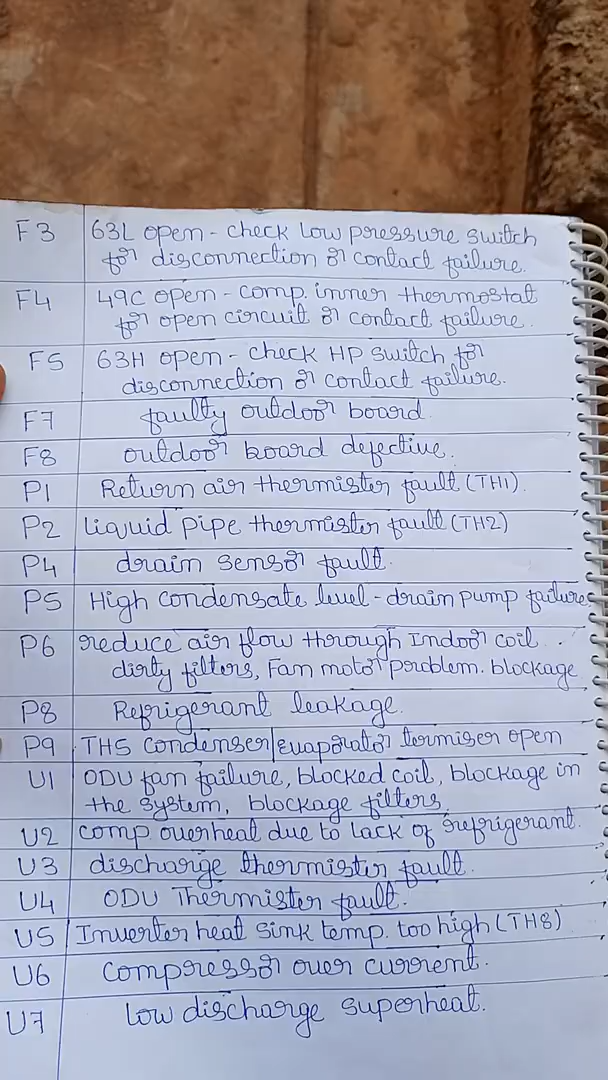 F3 63L open - check low pressure switch
for disconnection or contact failure.
F4 49C open - comp. inner thermostat
for open circuit or contact failure.
F5 63H open - check HP switch for
disconnection or contact failure.
F7 faulty outdoor board.
F8 outdoor board defective.
P1 Return air thermister fault (TH1).
P2 liquid pipe thermister fault (TH2)
P4 drain sensor fault.
P5 High condensate level - drain pump failure
P6 reduce air flow through Indoor coil..
dirty filters, Fan motor problem. blockage
P8 Refrigerant leakage.
P9 TH5 condenser|evaporator termiser open
U1 ODU fan failure, blocked coil, blockage in
the system, blockage filters.
U2 comp overheat due to lack of refrigerant.
U3 discharge thermister fault.
U4 ODU Thermister fault.
U5 Inverter heat sink temp. too high (TH8)
U6 compressor over current.
U7 low discharge superheat.